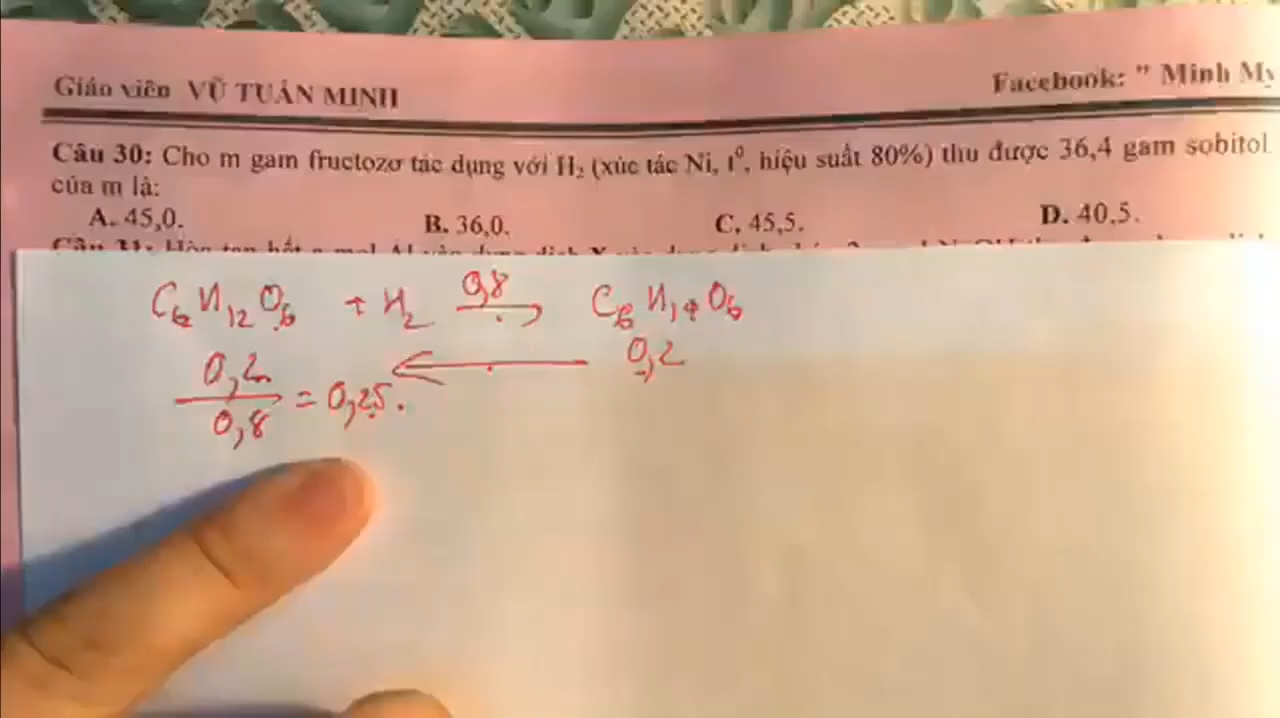 Giáo viên VŨ TUẤN MINH
Facebook: " Minh My
Câu 30: Cho m gam fructozơ tác dụng với H₂ (xúc tác Ni, t⁰, hiệu suất 80%) thu được 36,4 gam sobitol.
của m là:
A. 45,0. B. 36,0. C. 45,5. D. 40,5.
C₆H₁₂O₆ + H₂ 0,8 → C₆H₁₄O₆
0,2 / 0,8 = 0,25. ← 0,2